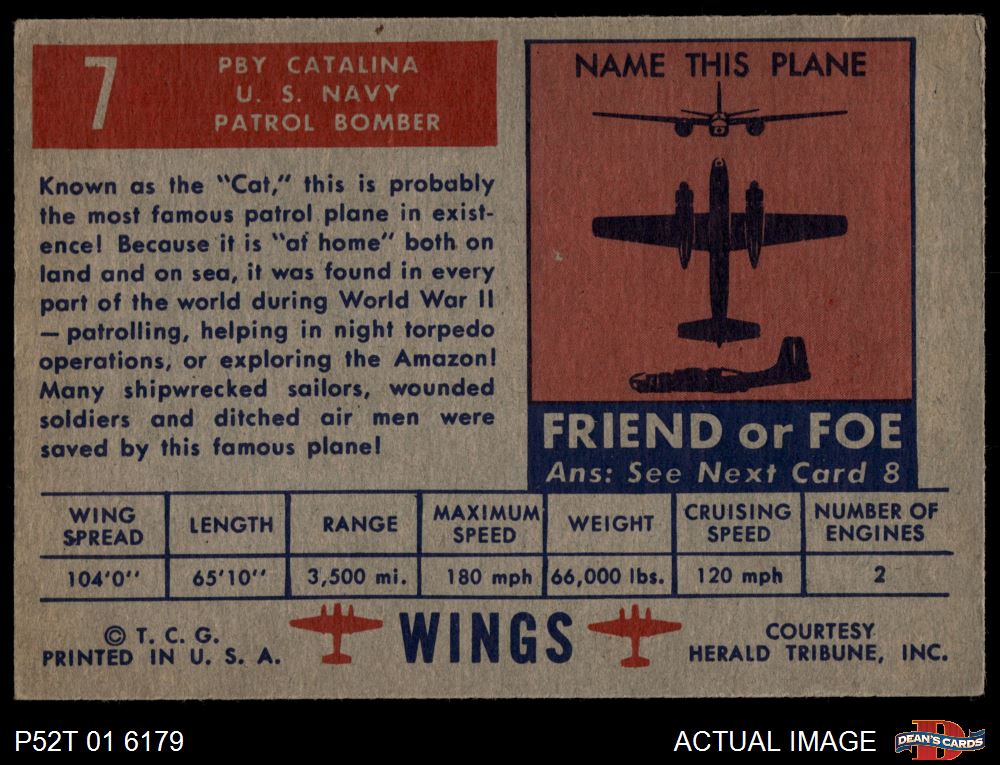 7
PBY CATALINA
U. S. NAVY
PATROL BOMBER
Known as the "Cat," this is probably
the most famous patrol plane in exist-
ence! Because it is "at home" both on
land and on sea, it was found in every
part of the world during World War II
— patrolling, helping in night torpedo
operations, or exploring the Amazon!
Many shipwrecked sailors, wounded
soldiers and ditched air men were
saved by this famous plane!
NAME THIS PLANE
FRIEND or FOE
Ans: See Next Card 8
WING SPREAD LENGTH RANGE MAXIMUM SPEED WEIGHT CRUISING SPEED NUMBER OF ENGINES
104'0" 65'10" 3,500 mi. 180 mph 66,000 lbs. 120 mph 2
© T. C. G.
PRINTED IN U. S. A.
WINGS
COURTESY
HERALD TRIBUNE, INC.
P52T 01 6179
ACTUAL IMAGE
DEAN'S CARDS